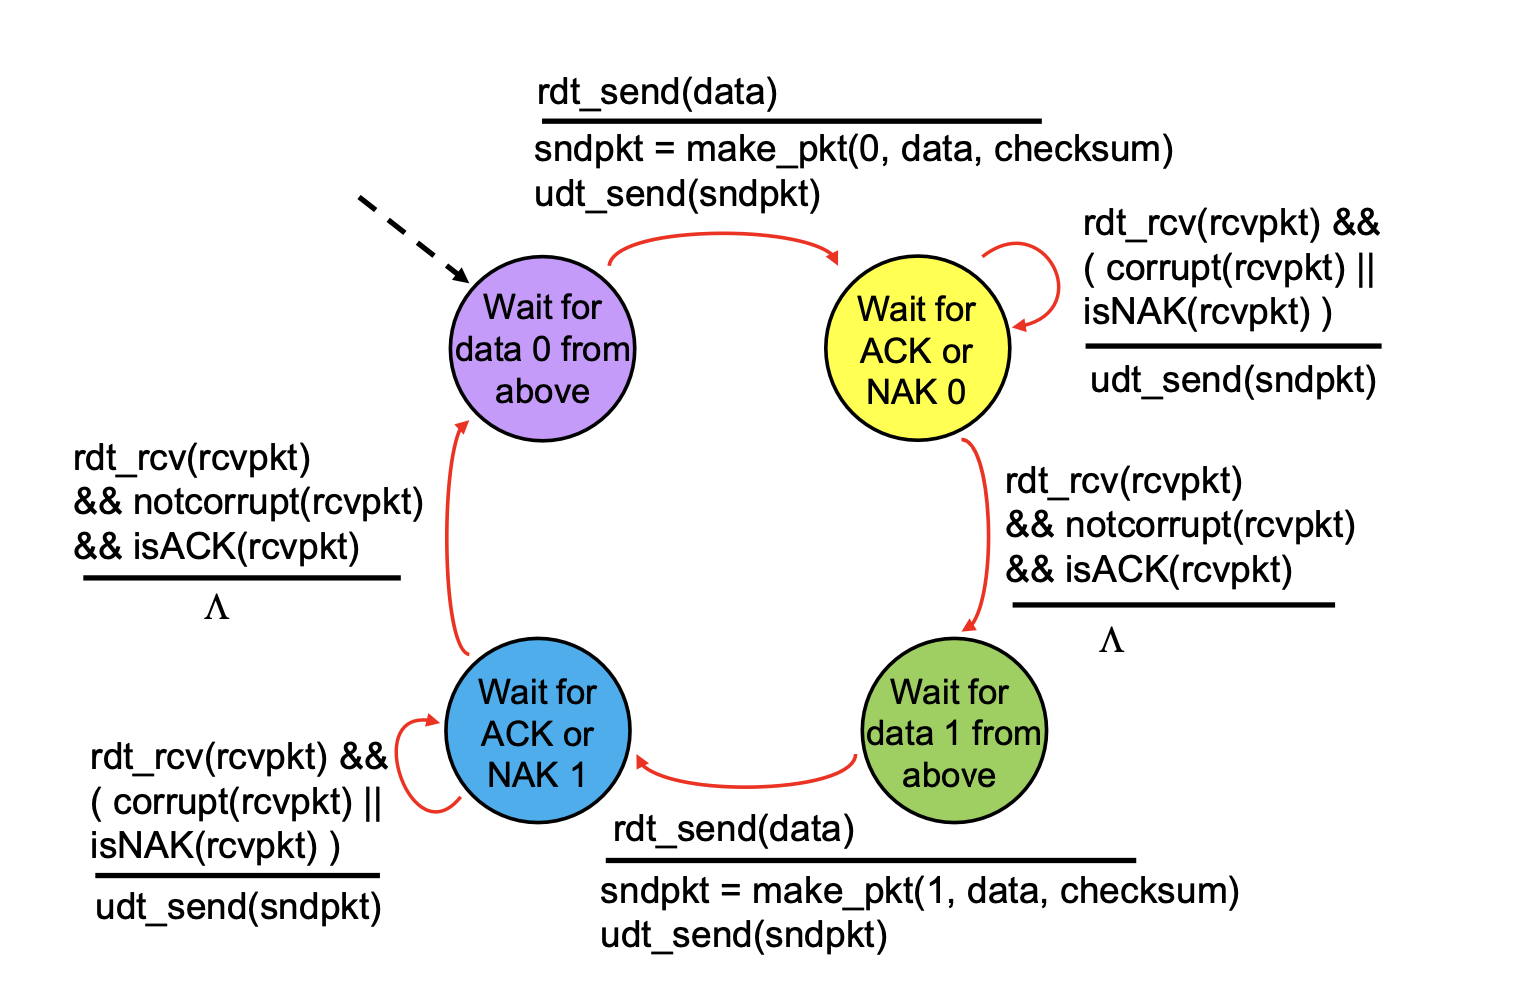 rdt_send(data)
sndpkt = make_pkt(0, data, checksum)
udt_send(sndpkt)
rdt_rcv(rcvpkt) &&
( corrupt(rcvpkt) ||
isNAK(rcvpkt) )
udt_send(sndpkt)
Wait for
data 0 from
above
Wait for
ACK or
NAK 0
rdt_rcv(rcvpkt)
&& notcorrupt(rcvpkt)
&& isACK(rcvpkt)
Λ
rdt_rcv(rcvpkt)
&& notcorrupt(rcvpkt)
&& isACK(rcvpkt)
Λ
Wait for
ACK or
NAK 1
Wait for
data 1 from
above
rdt_rcv(rcvpkt) &&
( corrupt(rcvpkt) ||
isNAK(rcvpkt) )
udt_send(sndpkt)
rdt_send(data)
sndpkt = make_pkt(1, data, checksum)
udt_send(sndpkt)